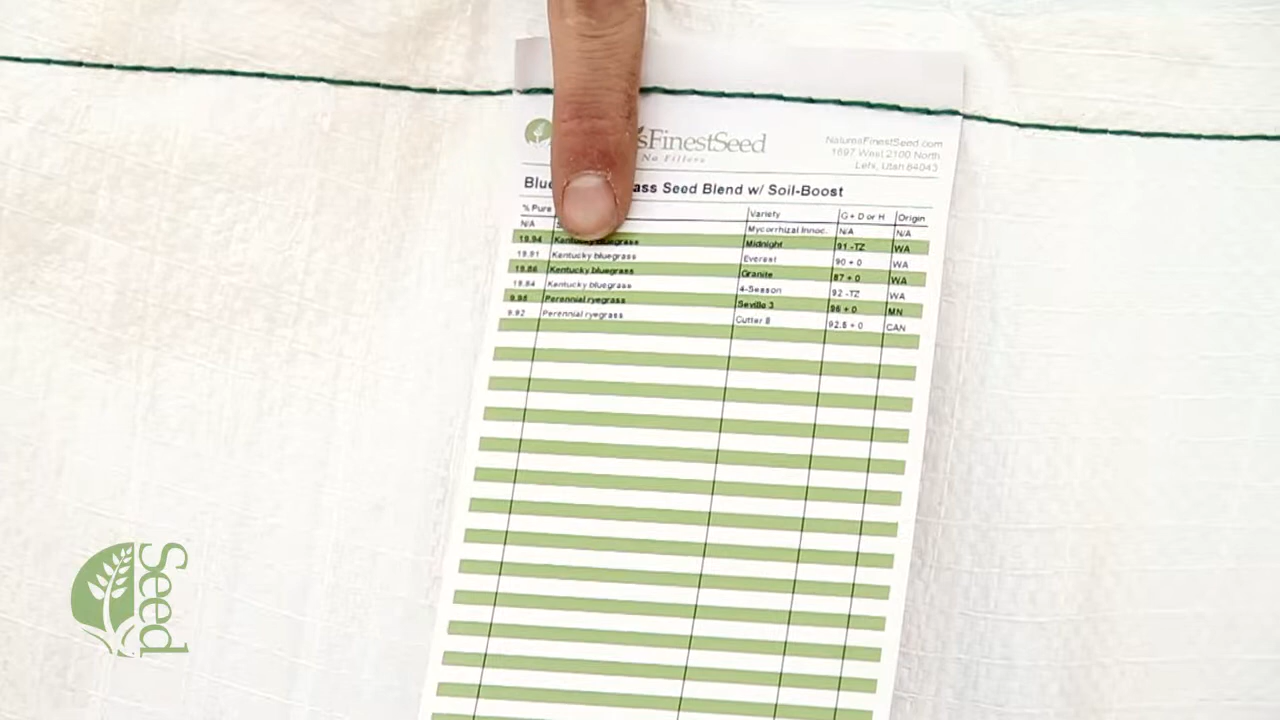 sFinestSeed
No Fillers
NaturesFinestSeed.com
1697 West 2100 North
Lehi, Utah 84043
Blue ass Seed Blend w/ Soil-Boost
% Pure Variety G + D or H Origin
N/A S Mycorrhizal Innoc. N/A N/A
19.94 Kentucky bluegrass Midnight 91 -TZ WA
19.91 Kentucky bluegrass Everest 90 + 0 WA
19.86 Kentucky bluegrass Granite 87 + 0 WA
19.84 Kentucky bluegrass 4-Season 92 -TZ WA
9.98 Perennial ryegrass Seville 3 96 + 0 MN
9.92 Perennial ryegrass Cutter II 92.5 + 0 CAN
Seed